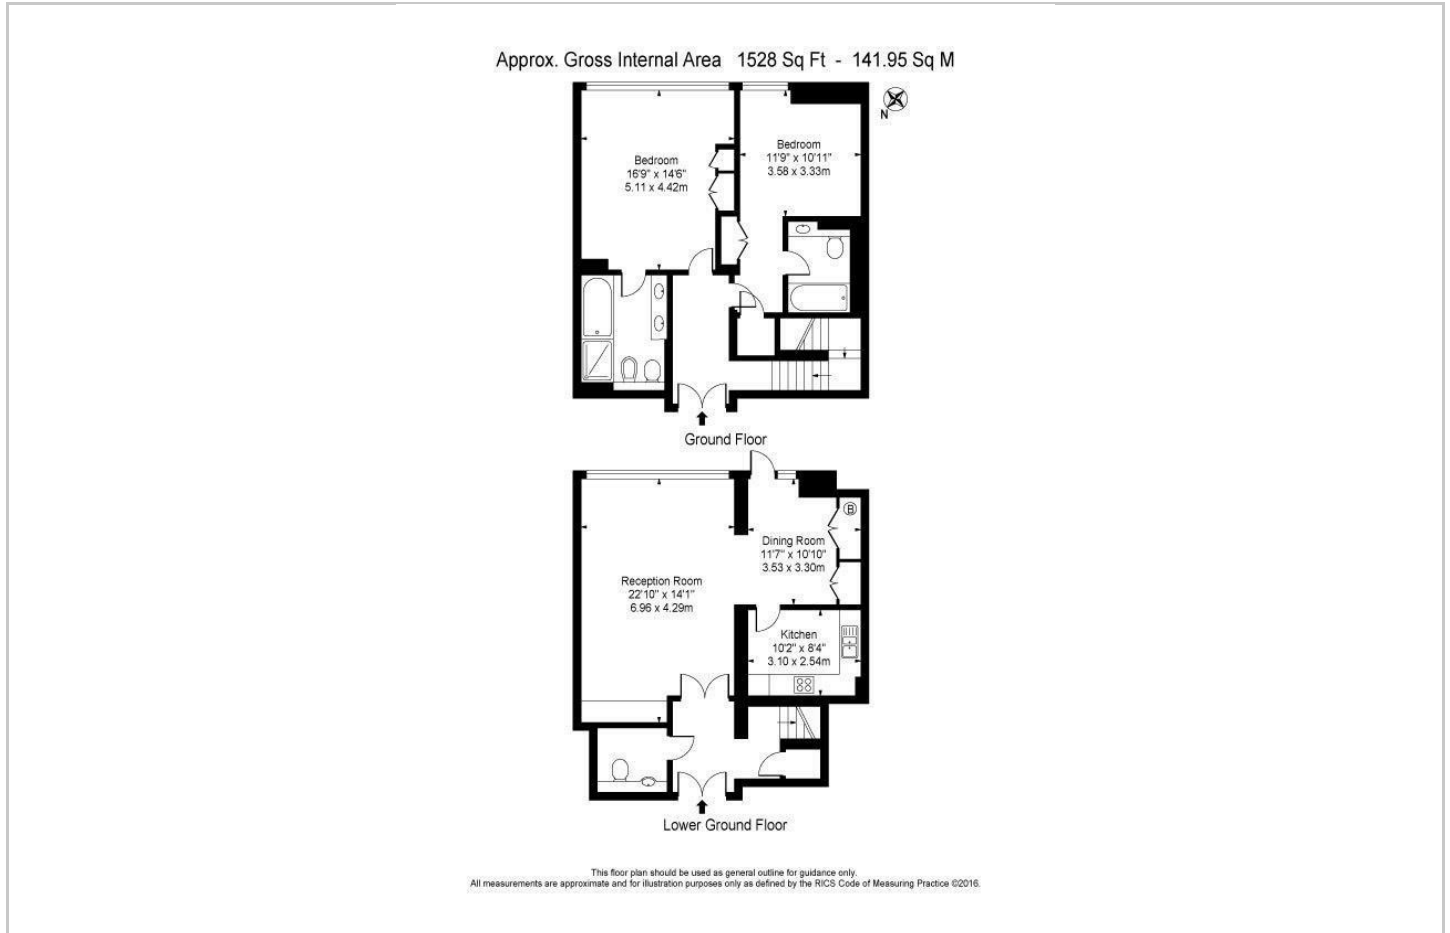 Approx. Gross Internal Area 1528 Sq Ft - 141.95 Sq M
N
Bedroom
16'9" x 14'6"
5.11 x 4.42m
Bedroom
11'9" x 10'11"
3.58 x 3.33m
Ground Floor
B
Dining Room
11'7" x 10'10"
3.53 x 3.30m
Reception Room
22'10" x 14'1"
6.96 x 4.29m
Kitchen
10'2" x 8'4"
3.10 x 2.54m
Lower Ground Floor
This floor plan should be used as general outline for guidance only.
All measurements are approximate and for illustration purposes only as defined by the RICS Code of Measuring Practice ©2016.